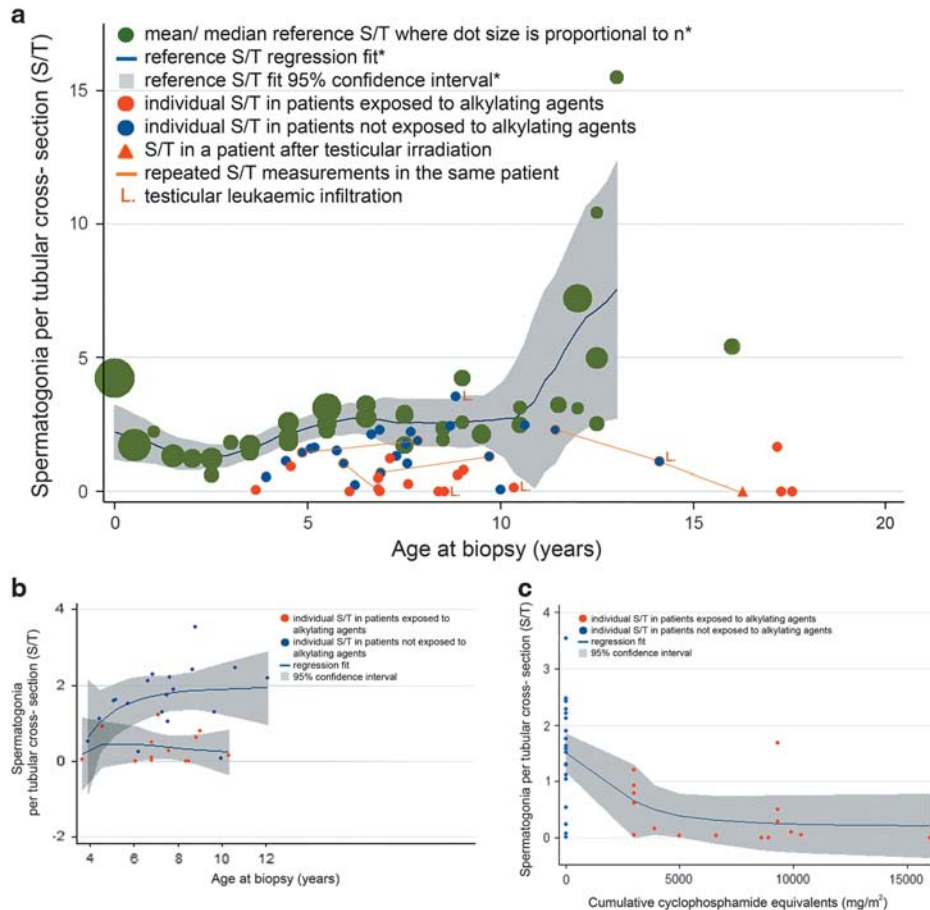 a
mean/ median reference S/T where dot size is proportional to n*
reference S/T regression fit*
reference S/T fit 95% confidence interval*
individual S/T in patients exposed to alkylating agents
individual S/T in patients not exposed to alkylating agents
S/T in a patient after testicular irradiation
repeated S/T measurements in the same patient
L. testicular leukaemic infiltration
Spermatogonia per tubular cross- section (S/T)
15
10
5
0
L.
L.
L.
L.
0 5 10 15 20
Age at biopsy (years)
b
individual S/T in patients exposed to
alkylating agents
individual S/T in patients not exposed to
alkylating agents
regression fit
95% confidence interval
Spermatogonia
per tubular cross- section (S/T)
4
2
0
-2
4 6 8 10 12
Age at biopsy (years)
c
individual S/T in patients exposed to alkylating agents
individual S/T in patients not exposed to alkylating agents
regression fit
95% confidence interval
Spermatogonia per tubular cross- section (S/T)
4
3
2
1
0
0 5000 10000 15000
Cumulative cyclophosphamide equivalents (mg/m²)